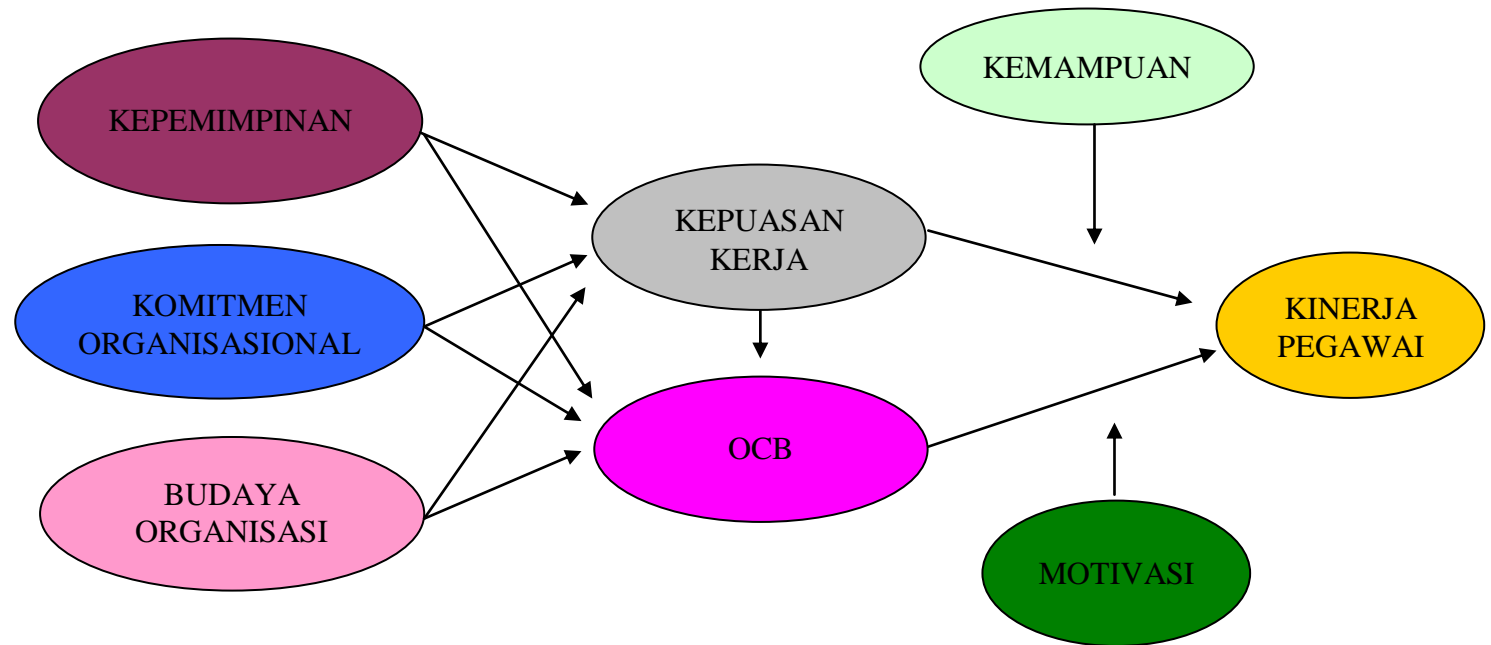 KEPEMIMPINAN
KOMITMEN
ORGANISASIONAL
BUDAYA
ORGANISASI
KEPUASAN
KERJA
OCB
KEMAMPUAN
MOTIVASI
KINERJA
PEGAWAI